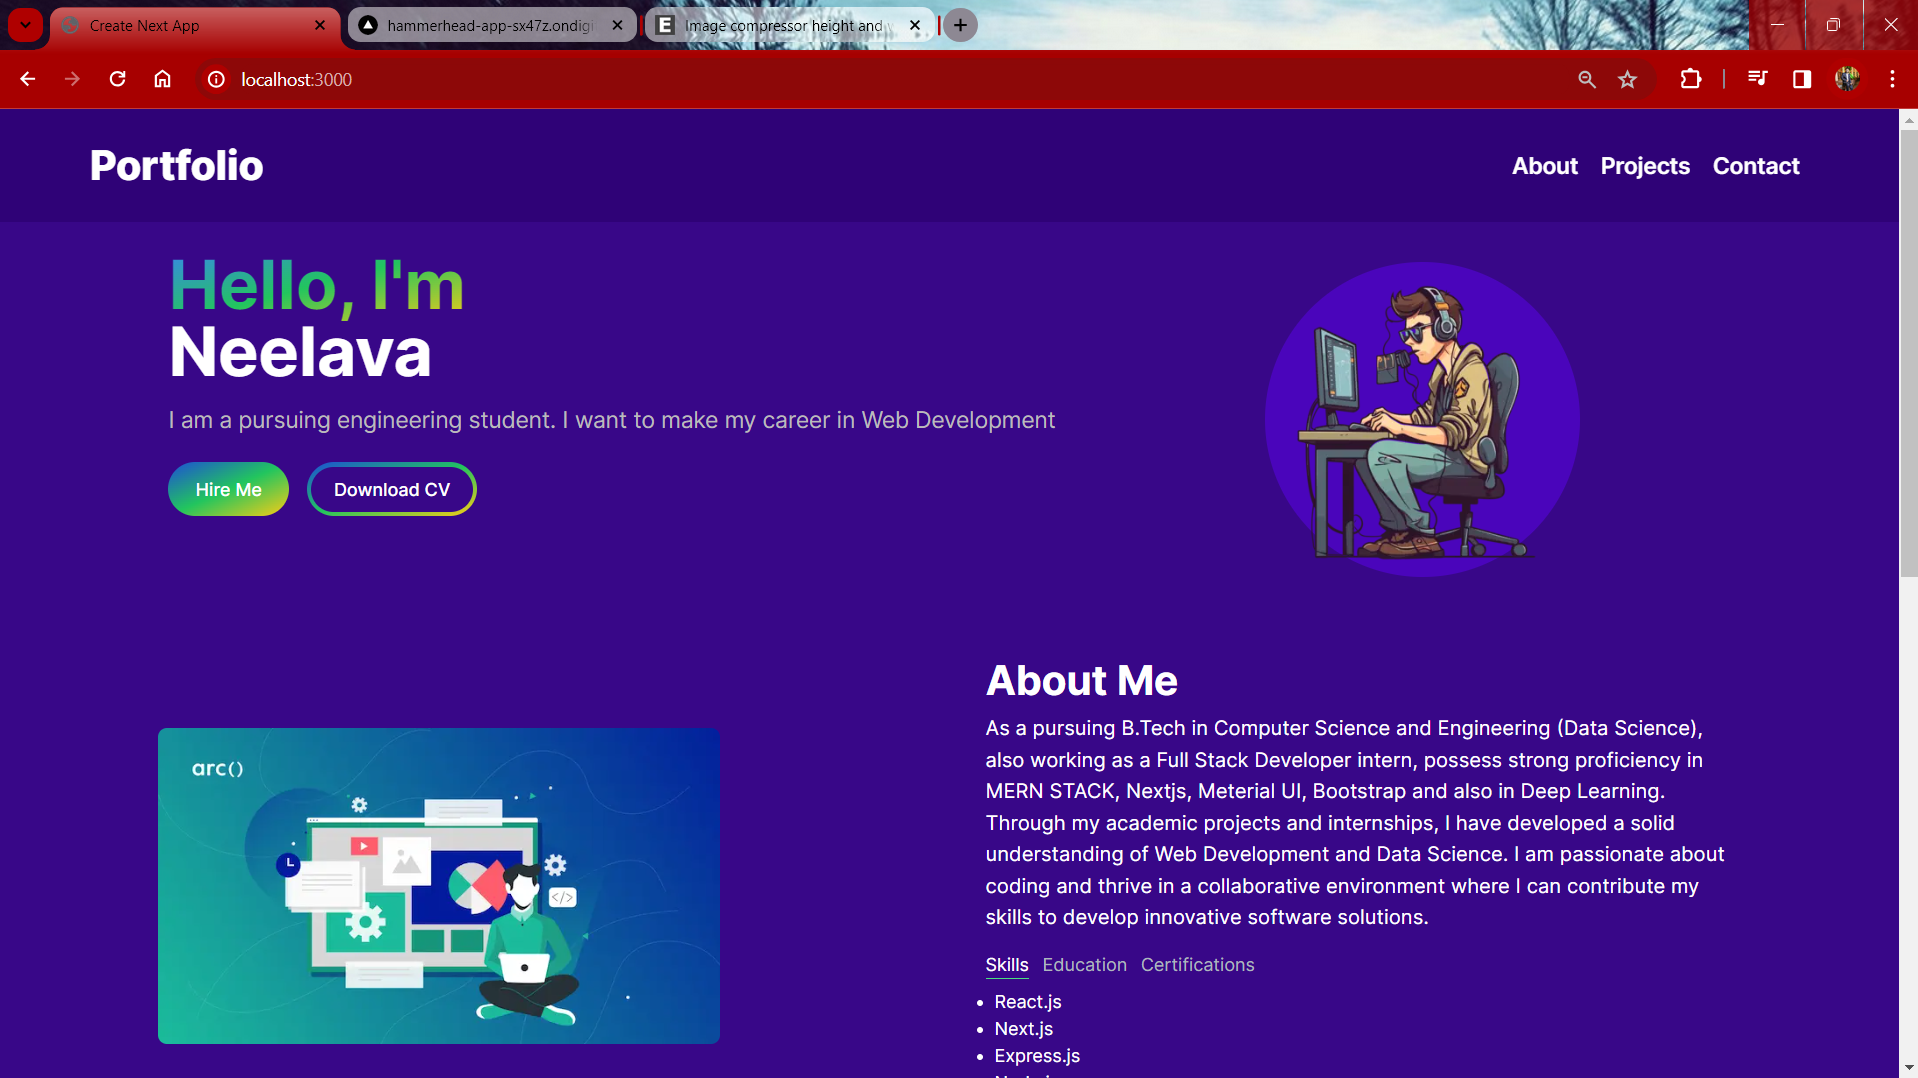 Create Next App
hammerhead-app-sx47z.ondigi
Image compressor height and
localhost:3000
Portfolio
About Projects Contact
Hello, I'm
Neelava
I am a pursuing engineering student. I want to make my career in Web Development
Hire Me
Download CV
About Me
As a pursuing B.Tech in Computer Science and Engineering (Data Science),
also working as a Full Stack Developer intern, possess strong proficiency in
MERN STACK, Nextjs, Meterial UI, Bootstrap and also in Deep Learning.
Through my academic projects and internships, I have developed a solid
understanding of Web Development and Data Science. I am passionate about
coding and thrive in a collaborative environment where I can contribute my
skills to develop innovative software solutions.
arc()
</>
Skills Education Certifications
• React.js
• Next.js
• Express.js